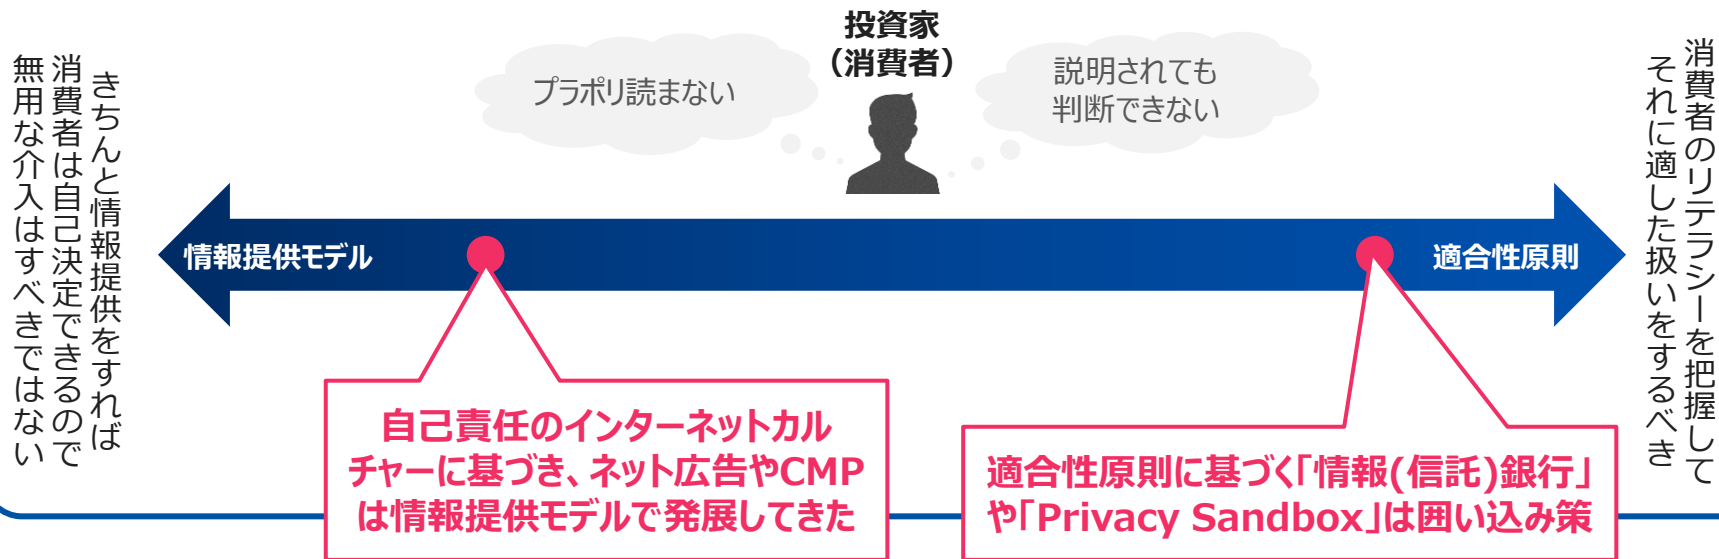 投資家
（消費者）
プラポリ読まない
説明されても
判断できない
きちんと情報提供をすれば
消費者は自己決定できるので
無用な介入はすべきではない
情報提供モデル
適合性原則
消費者のリテラシーを把握して
それに適した扱いをするべき
自己責任のインターネットカル
チャーに基づき、ネット広告やCMP
は情報提供モデルで発展してきた
適合性原則に基づく「情報(信託)銀行」
や「Privacy Sandbox」は囲い込み策